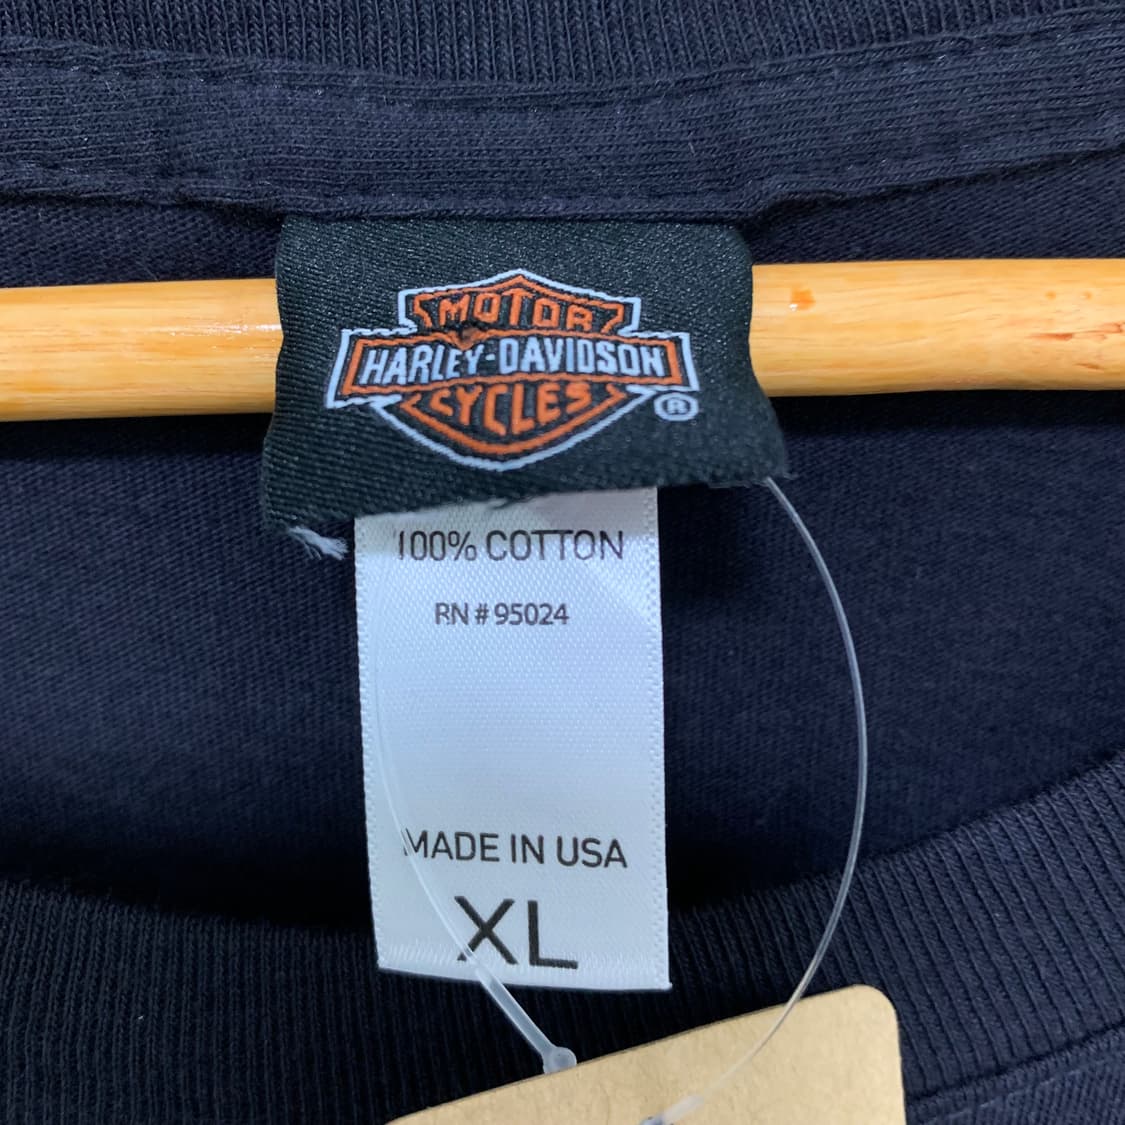 MOTOR
HARLEY-DAVIDSON
CYCLES
®
100% COTTON
RN # 95024
MADE IN USA
XL